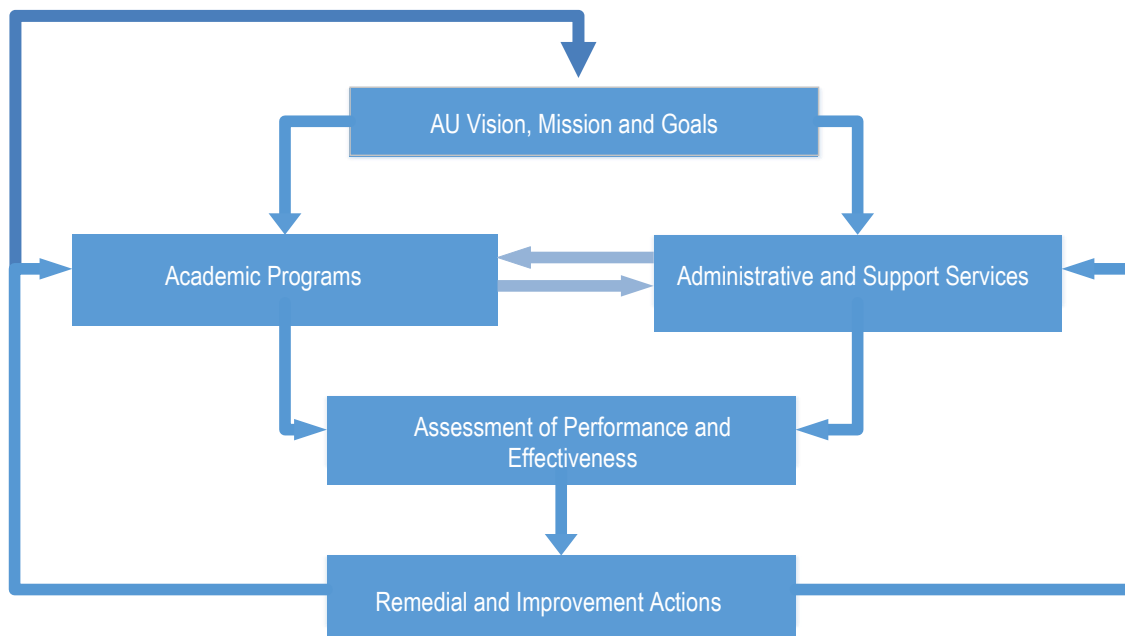 AU Vision, Mission and Goals
Academic Programs
Administrative and Support Services
Assessment of Performance and
Effectiveness
Remedial and Improvement Actions